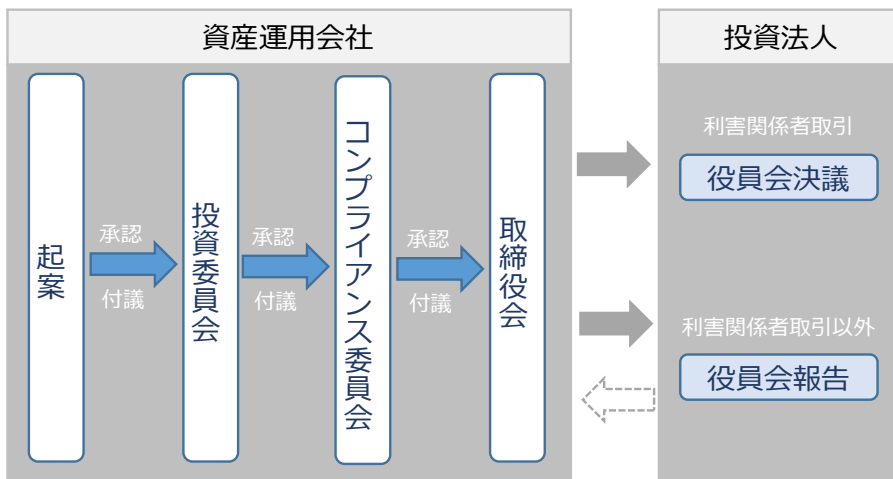 資産運用会社
起案
承認
付議
投資委員会
承認
付議
コンプライアンス委員会
承認
付議
取締役会
投資法人
利害関係者取引
役員会決議
利害関係者取引以外
役員会報告